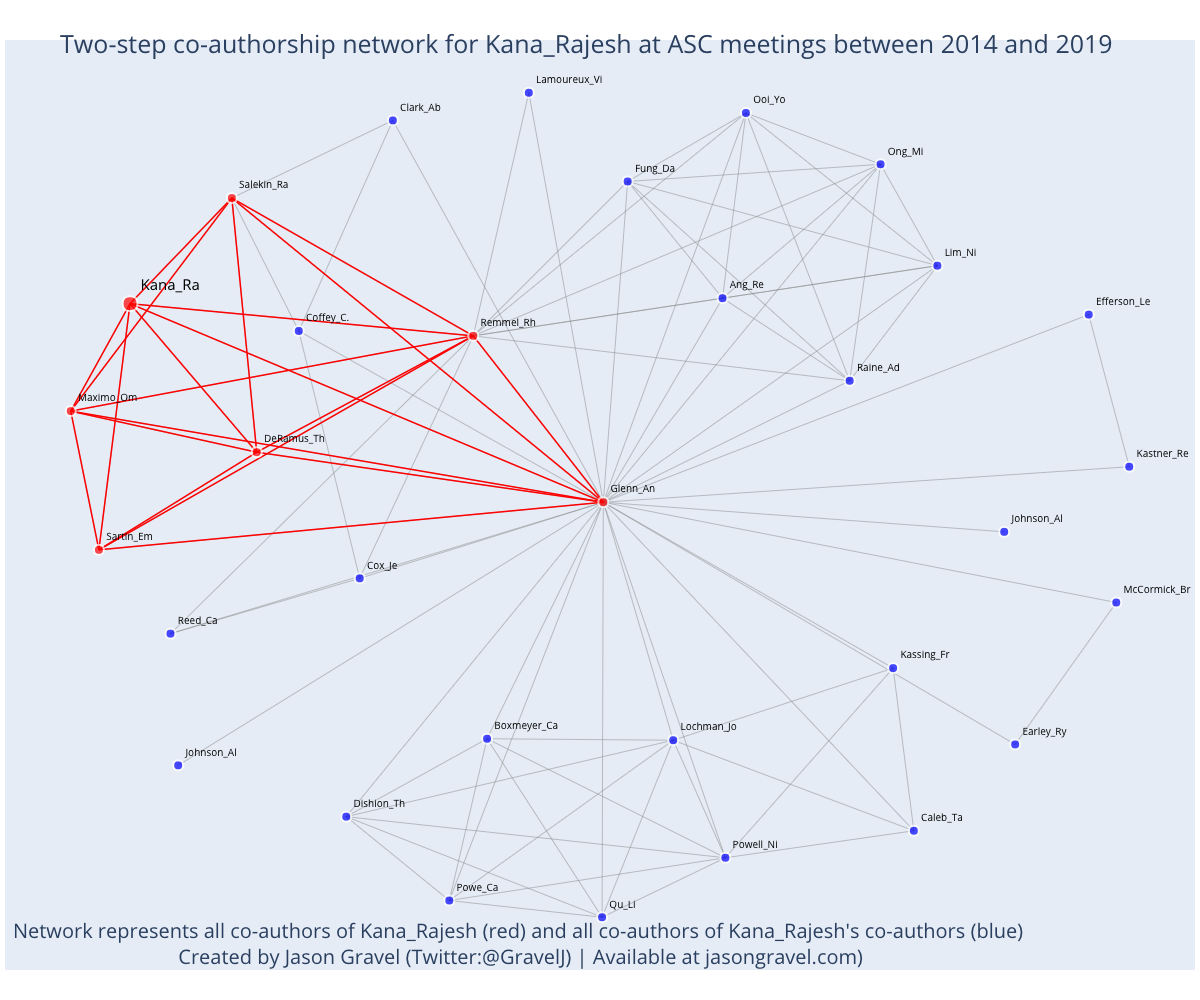 Two-step co-authorship network for Kana_Rajesh at ASC meetings between 2014 and 2019
Lamoureux_Vi
Clark_Ab
Ooi_Yo
Ong_Mi
Fung_Da
Salekin_Ra
Lim_Ni
Kana_Ra
Ang_Re
Efferson_Le
Coffey_C.
Remmel_Rh
Raine_Ad
Maximo_Om
DeRamus_Th
Kastner_Re
Glenn_An
Johnson_Al
Sartin_Em
Cox_Je
McCormick_Br
Reed_Ca
Kassing_Fr
Boxmeyer_Ca
Lochman_Jo
Earley_Ry
Johnson_Al
Dishion_Th
Caleb_Ta
Powell_Ni
Powe_Ca
Qu_Li
Network represents all co-authors of Kana_Rajesh (red) and all co-authors of Kana_Rajesh's co-authors (blue)
Created by Jason Gravel (Twitter:@GravelJ) | Available at jasongravel.com)